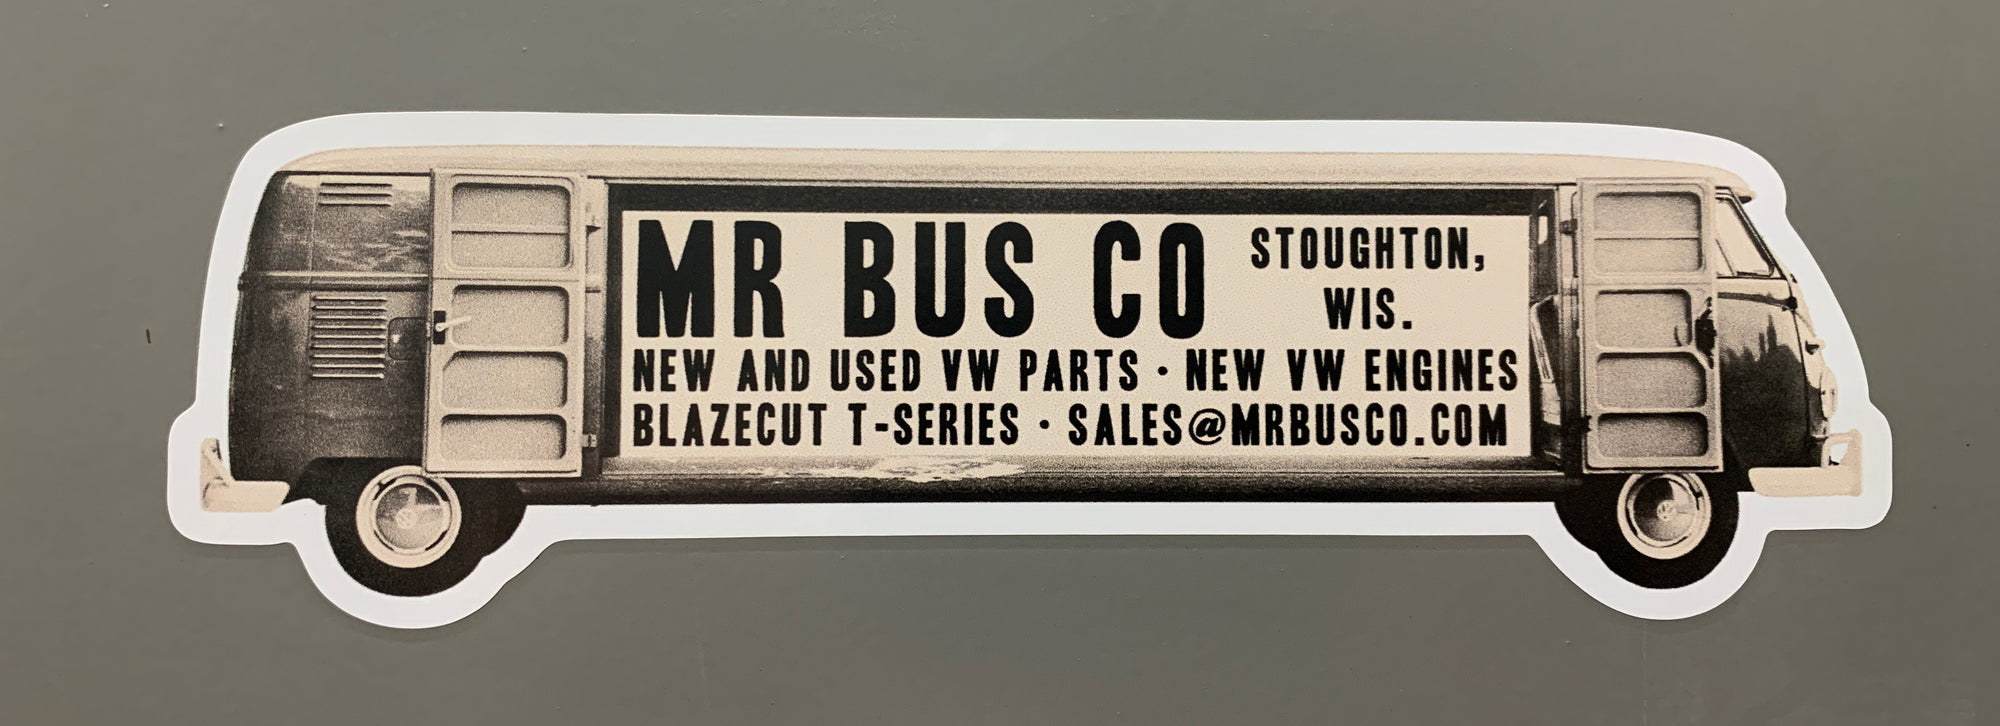 MR BUS CO
STOUGHTON,
WIS.
NEW AND USED VW PARTS · NEW VW ENGINES
BLAZECUT T-SERIES · SALES@MRBUSCO.COM